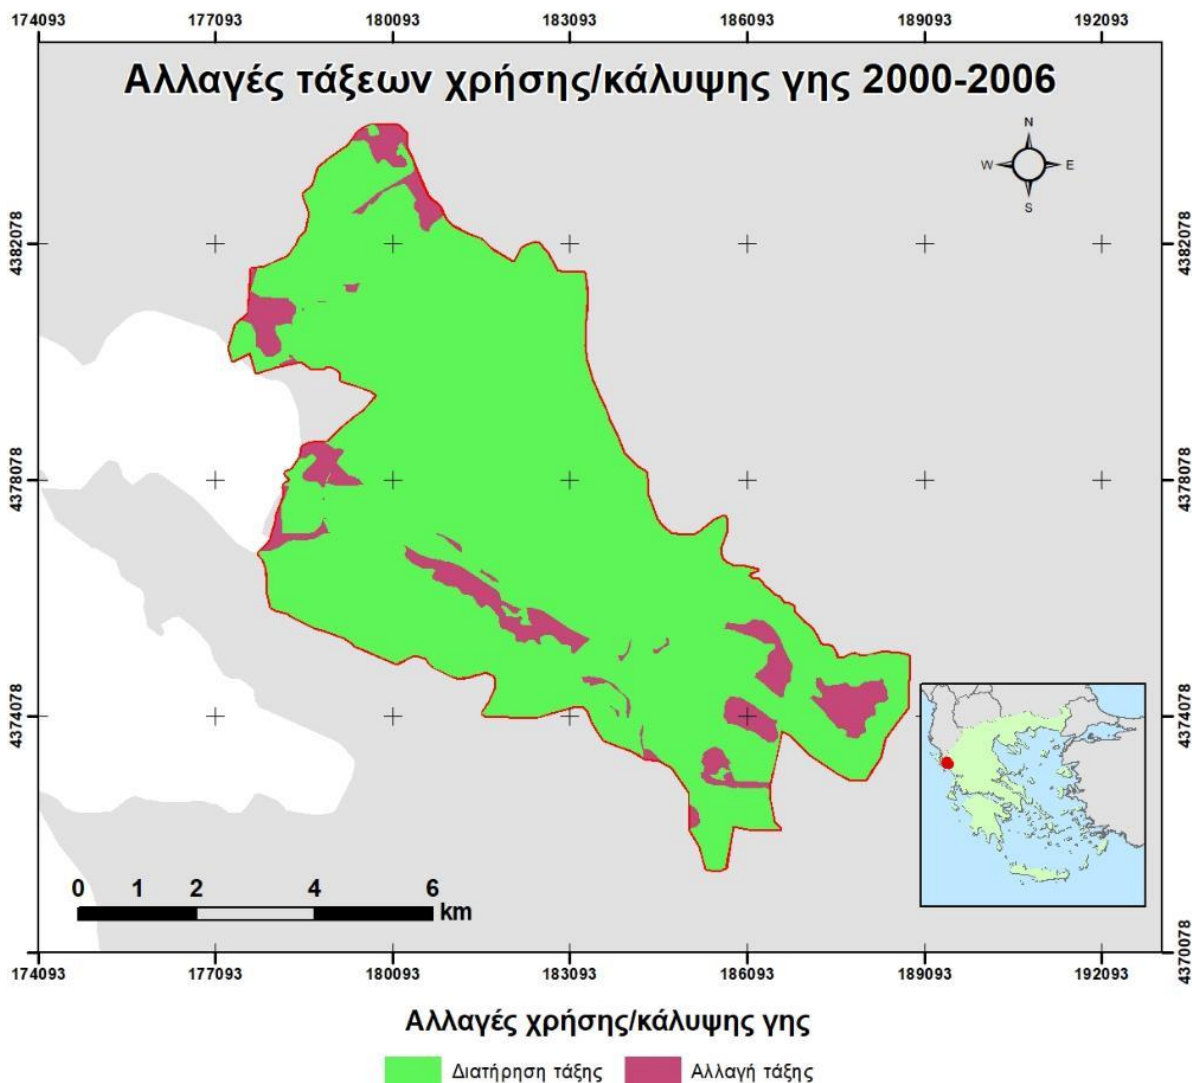 174093 177093 180093 183093 186093 189093 192093
Αλλαγές τάξεων χρήσης/κάλυψης γης 2000-2006
N
W E
S
4382078 4382078
4378078 4378078
4374078 4374078
0 1 2 4 6
km
4370078 4370078
174093 177093 180093 183093 186093 189093 192093
Αλλαγές χρήσης/κάλυψης γης
Διατήρηση τάξης Αλλαγή τάξης